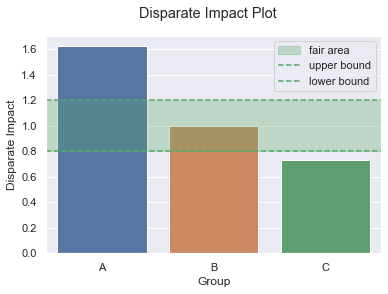 Disparate Impact Plot
1.6
1.4
1.2
1.0
0.8
0.6
0.4
0.2
0.0
Disparate Impact
fair area
upper bound
lower bound
A B C
Group